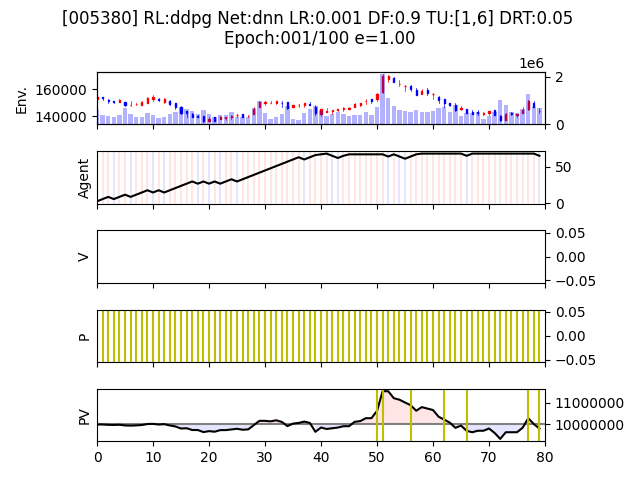 [005380] RL:ddpg Net:dnn LR:0.001 DF:0.9 TU:[1,6] DRT:0.05
Epoch:001/100 e=1.00
1e6
Env.
160000
140000
2
0
Agent
50
0
V
0.05
0.00
−0.05
P
0.05
0.00
−0.05
PV
11000000
10000000
0 10 20 30 40 50 60 70 80